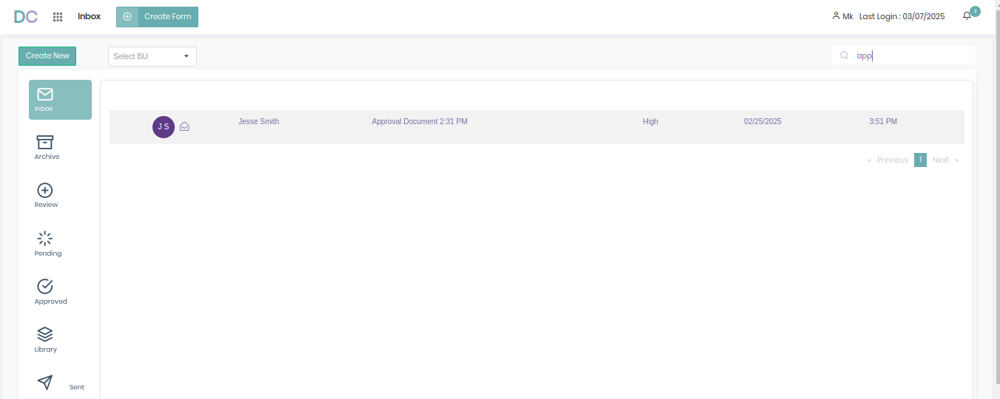 DC Inbox Create Form Mk Last Login : 03/07/2025
Create New Select BU app
Inbox
J S Jesse Smith Approval Document 2:31 PM High 02/25/2025 3:51 PM
Archive
« Previous 1 Next »
Review
Pending
Approved
Library
Sent